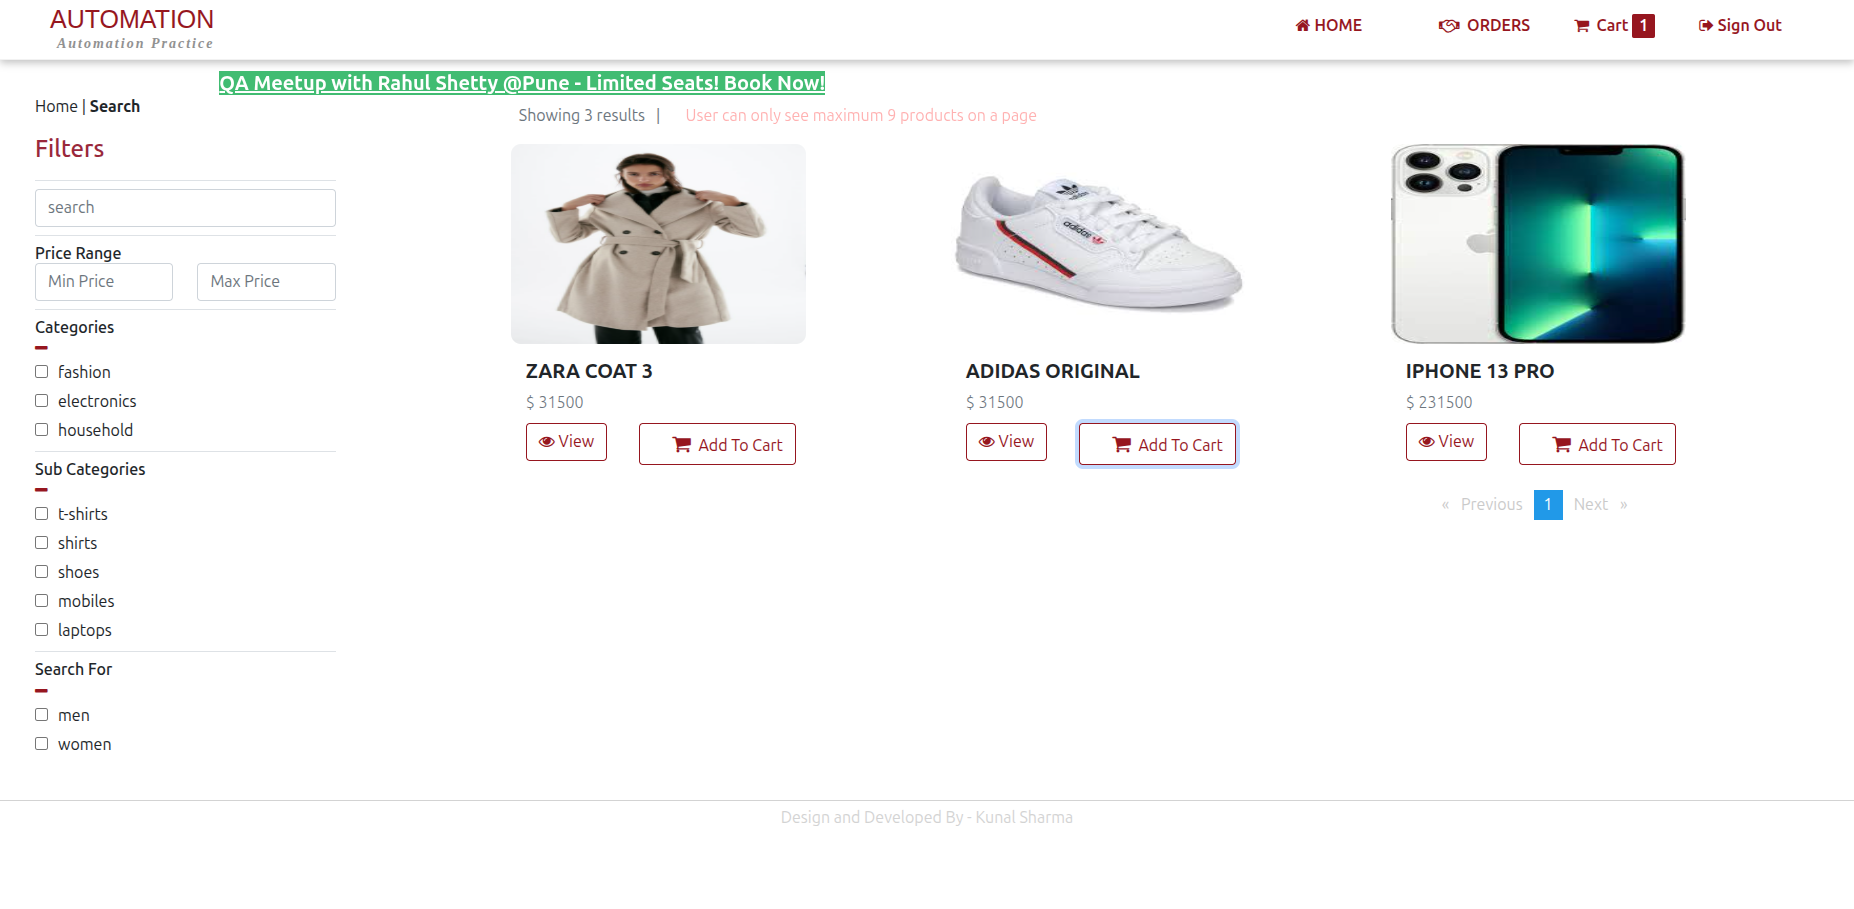 AUTOMATION
Automation Practice
HOME
ORDERS
Cart 1
Sign Out
QA Meetup with Rahul Shetty @Pune - Limited Seats! Book Now!
Home | Search
Showing 3 results |
User can only see maximum 9 products on a page
Filters
search
Price Range
Min Price
Max Price
Categories
fashion
electronics
household
Sub Categories
t-shirts
shirts
shoes
mobiles
laptops
Search For
men
women
ZARA COAT 3
$ 31500
View
Add To Cart
adidas
adidas
ADIDAS ORIGINAL
$ 31500
View
Add To Cart
IPHONE 13 PRO
$ 231500
View
Add To Cart
« Previous 1 Next »
Design and Developed By - Kunal Sharma